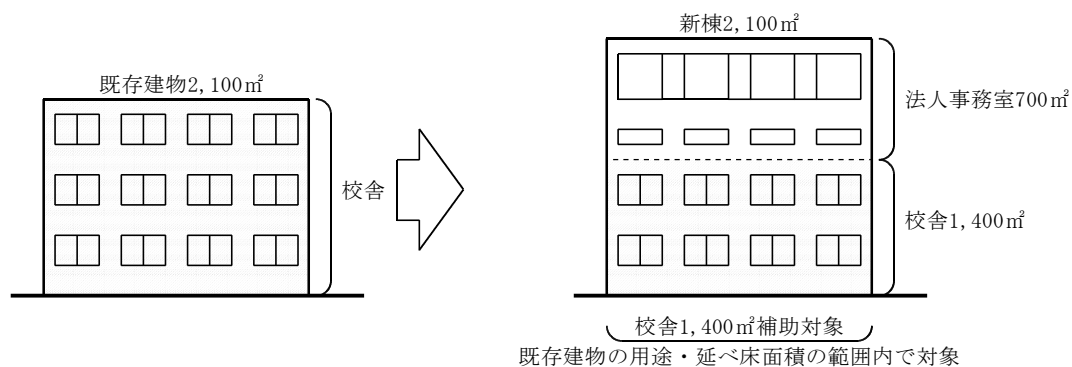 既存建物2,100㎡
校舎
新棟2,100㎡
法人事務室700㎡
校舎1,400㎡
校舎1,400㎡補助対象
既存建物の用途・延べ床面積の範囲内で対象